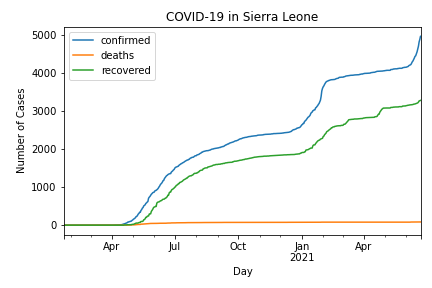 COVID-19 in Sierra Leone
confirmed
deaths
recovered
Number of Cases
5000
4000
3000
2000
1000
0
Apr
Jul
Oct
Jan
2021
Apr
Day